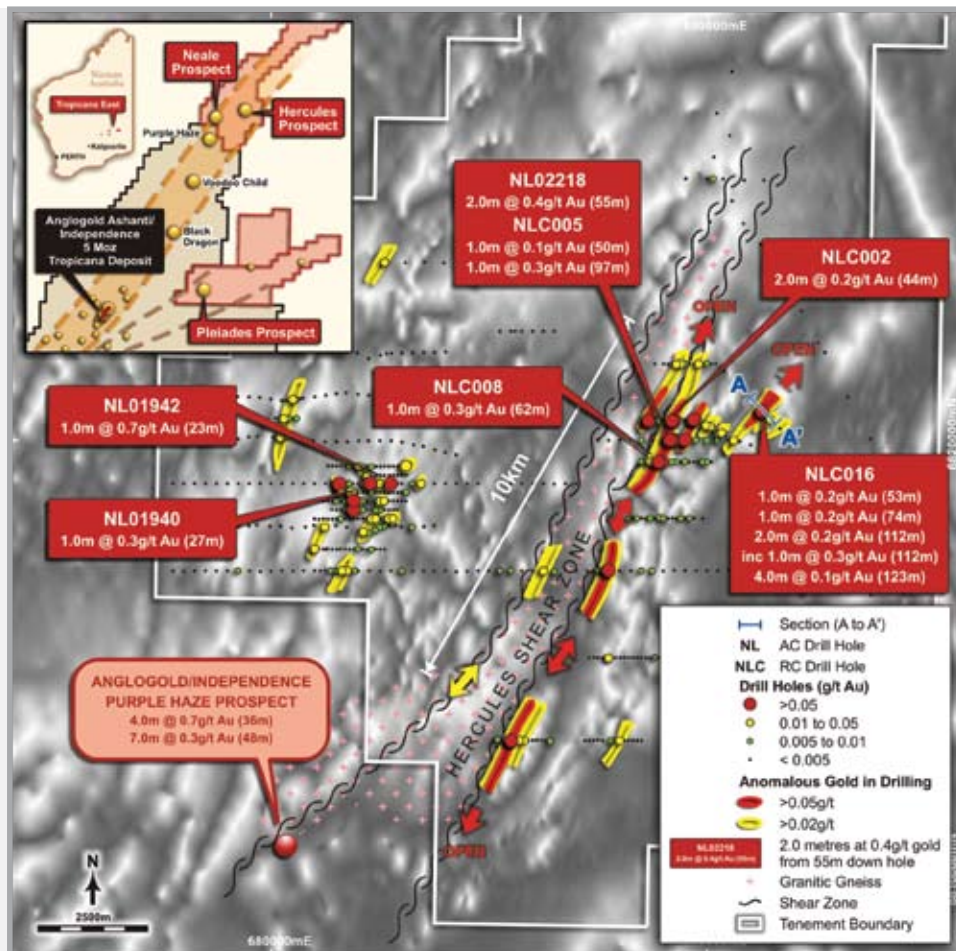 680000mE
Western
Australia
Tropicana East
Kalgoorlie
PERTH
Neale
Prospect
Hercules
Prospect
Purple Haze
Voodoo Child
Anglogold Ashanti/
Independence
5 Moz
Tropicana Deposit
Black
Dragon
Pleiades Prospect
NL02218
2.0m @ 0.4g/t Au (55m)
NLC005
1.0m @ 0.1g/t Au (50m)
1.0m @ 0.3g/t Au (97m)
NLC002
2.0m @ 0.2g/t Au (44m)
OPEN
OPEN
NL01942
1.0m @ 0.7g/t Au (23m)
NLC008
1.0m @ 0.3g/t Au (62m)
A
A'
10km
NL01940
1.0m @ 0.3g/t Au (27m)
NLC016
1.0m @ 0.2g/t Au (53m)
1.0m @ 0.2g/t Au (74m)
2.0m @ 0.2g/t Au (112m)
inc 1.0m @ 0.3g/t Au (112m)
4.0m @ 0.1g/t Au (123m)
HERCULES SHEAR ZONE
ANGLOGOLD/INDEPENDENCE
PURPLE HAZE PROSPECT
4.0m @ 0.7g/t Au (36m)
7.0m @ 0.3g/t Au (48m)
OPEN
Section (A to A')
NL AC Drill Hole
NLC RC Drill Hole
Drill Holes (g/t Au)
>0.05
0.01 to 0.05
0.005 to 0.01
< 0.005
Anomalous Gold in Drilling
>0.05g/t
>0.02g/t
NL02218
2.0m @ 0.4g/t Au (55m)
2.0 metres at 0.4g/t gold
from 55m down hole
Granitic Gneiss
Shear Zone
Tenement Boundary
N
2500m
680000mE